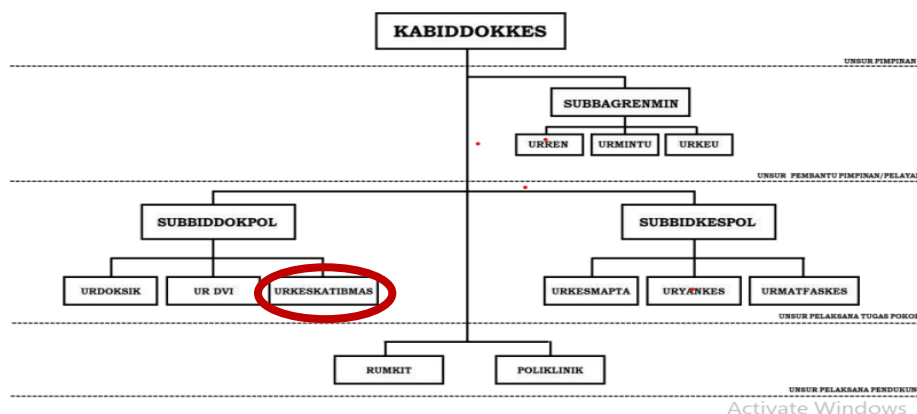 KABIDDOKKES
UNSUR PIMPINAN
SUBBAGRENMIN
URREN URMINTU URKEU
UNSUR PEMBANTU PIMPINAN/PELAYAN
SUBBIDDOKPOL SUBBIDKESPOL
URDOKSIK UR DVI URKESKATIBMAS URKESMAPTA URYANKES URMATFASKES
UNSUR PELAKSANA TUGAS POKOK
RUMKIT POLIKLINIK
UNSUR PELAKSANA PENDUKUNG
Activate Windows